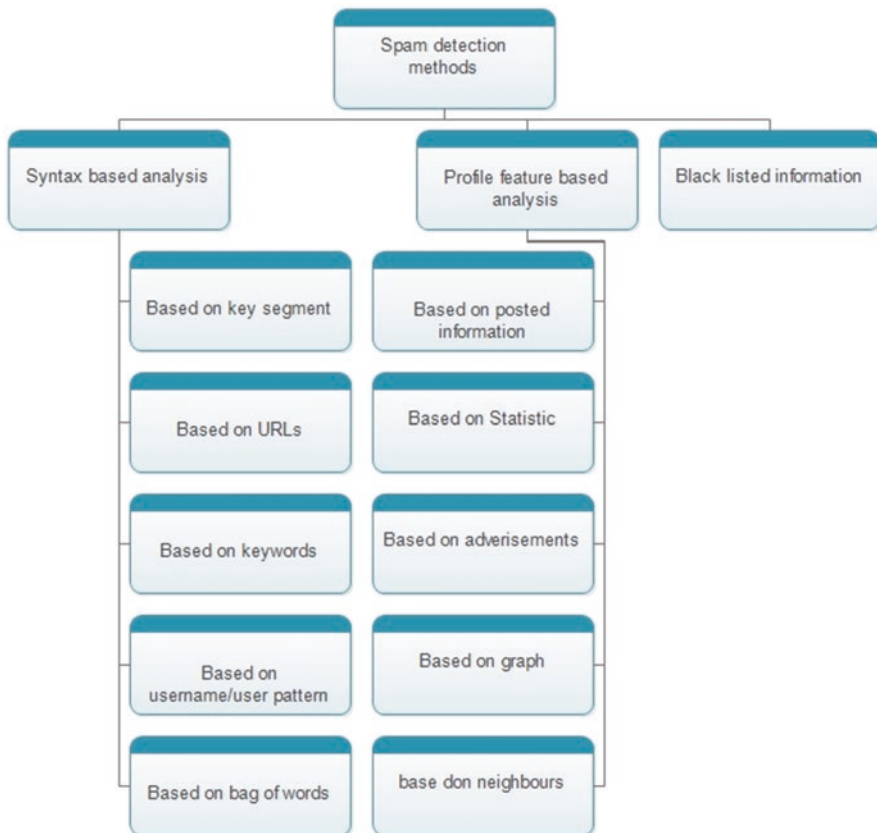 Spam detection
methods
Syntax based analysis
Profile feature based
analysis
Black listed information
Based on key segment
Based on posted
information
Based on URLs
Based on Statistic
Based on keywords
Based on adverisements
Based on
username/user pattern
Based on graph
Based on bag of words
base don neighbours